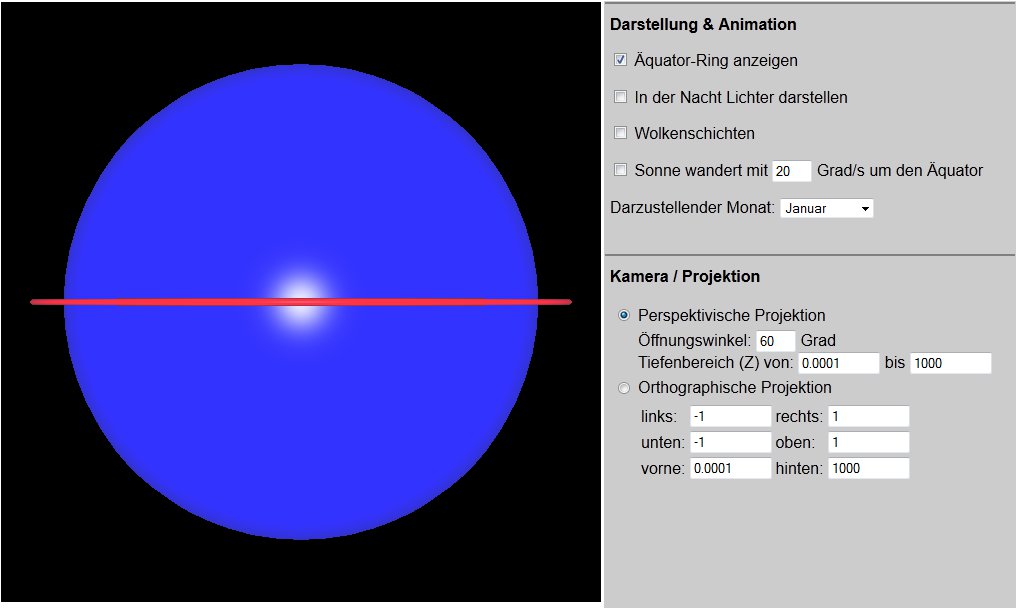 Darstellung & Animation
Äquator-Ring anzeigen
In der Nacht Lichter darstellen
Wolkenschichten
Sonne wandert mit 20 Grad/s um den Äquator
Darzustellender Monat: Januar
Kamera / Projektion
Perspektivische Projektion
Öffnungswinkel: 60 Grad
Tiefenbereich (Z) von: 0.0001 bis 1000
Orthographische Projektion
links: -1 rechts: 1
unten: -1 oben: 1
vorne: 0.0001 hinten: 1000